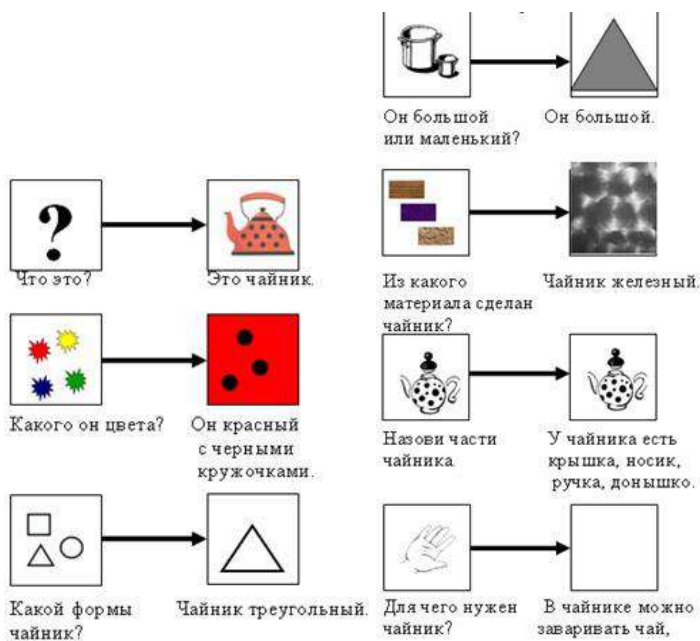 ?
Что это?
Это чайник.
Какого он цвета?
Он красный
с черными
кружочками.
Какой формы
чайник?
Чайник треугольный.
Он большой
или маленький?
Он большой.
Из какого
материала сделан
чайник?
Чайник железный.
Назови части
чайника
У чайника есть
крышка, носик,
ручка, донышко.
Для чего нужен
чайник?
В чайнике можно
заваривать чай,